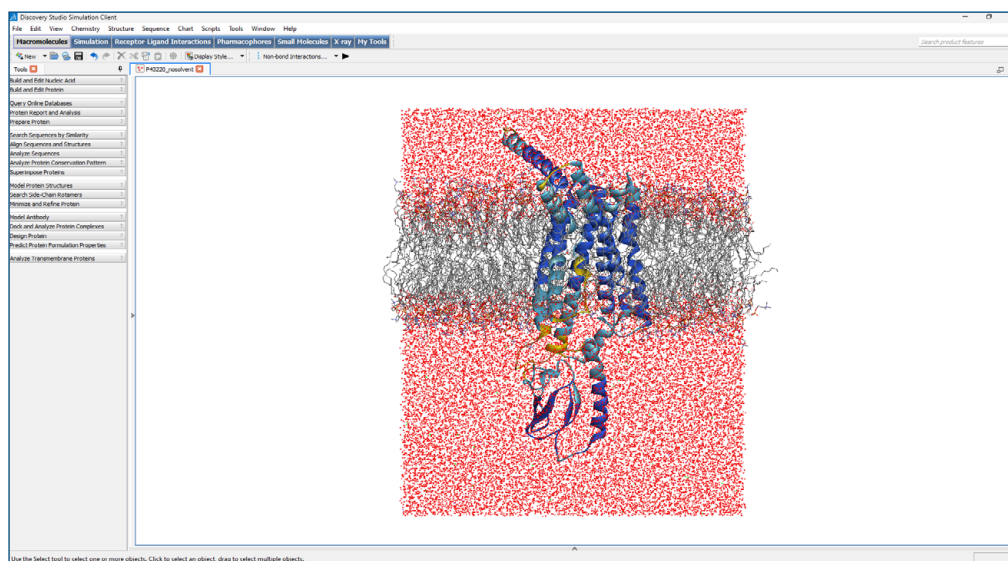 Discovery Studio Simulation Client
File Edit View Chemistry Structure Sequence Chart Scripts Tools Window Help
Macromolecules Simulation Receptor Ligand Interactions Pharmacophores Small Molecules X ray My Tools
Search product features
New Display Style... Non-bond Interactions...
Tools
P43220_nosolvent
Build and Edit Nucleic Acid
Build and Edit Protein
Query Online Databases
Protein Report and Analysis
Prepare Protein
Search Sequences by Similarity
Align Sequences and Structures
Analyze Sequences
Analyze Protein Conservation Pattern
Superimpose Proteins
Model Protein Structures
Search Side-Chain Rotamers
Minimize and Refine Protein
Model Antibody
Dock and Analyze Protein Complexes
Design Protein
Predict Protein Formulation Properties
Analyze Transmembrane Proteins
Use the Select tool to select one or more objects. Click to select an object, drag to select multiple objects.